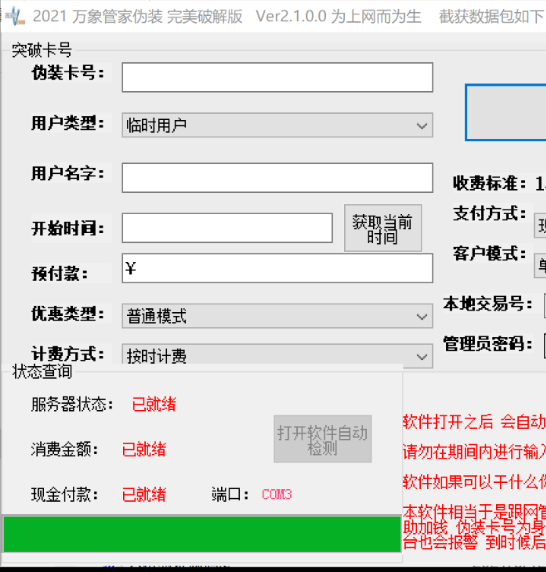 2021 万象管家伪装 完美破解版 Ver2.1.0.0 为上网而为生 截获数据包如下
突破卡号
伪装卡号：
用户类型： 临时用户
用户名字：
收费标准：1
开始时间： 获取当前时间
支付方式：
预付款： ¥
客户模式：
优惠类型： 普通模式
本地交易号：
计费方式： 按时计费
管理员密码：
状态查询
服务器状态： 已就绪
打开软件自动检测
消费金额： 已就绪
现金付款： 已就绪 端口： COM3
软件打开之后 会自动
请勿在期间内进行输入
软件如果可以干什么
本软件相当于是跟网管
助加钱 伪装卡号为身
台也会报警 到时候后